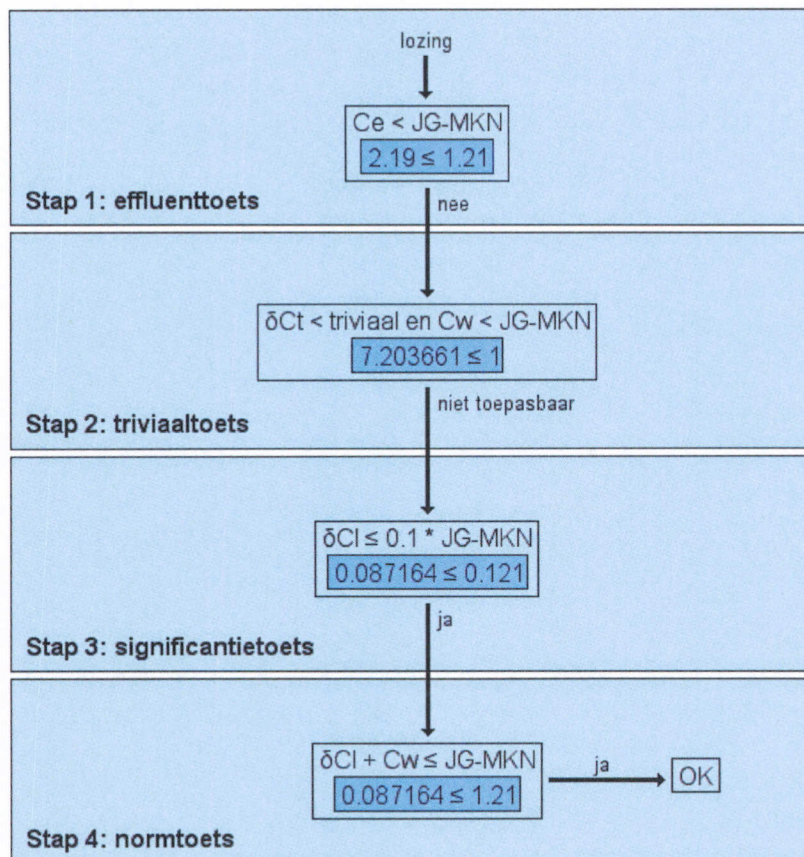 lozing
Ce < JG-MKN
2.19 ≤ 1.21
Stap 1: effluenttoets
nee
δCt < triviaal en Cw < JG-MKN
7.203661 ≤ 1
niet toepasbaar
Stap 2: triviaaltoets
δCl ≤ 0.1 * JG-MKN
0.087164 ≤ 0.121
ja
Stap 3: significantietoets
δCl + Cw ≤ JG-MKN
0.087164 ≤ 1.21
ja
OK
Stap 4: normtoets